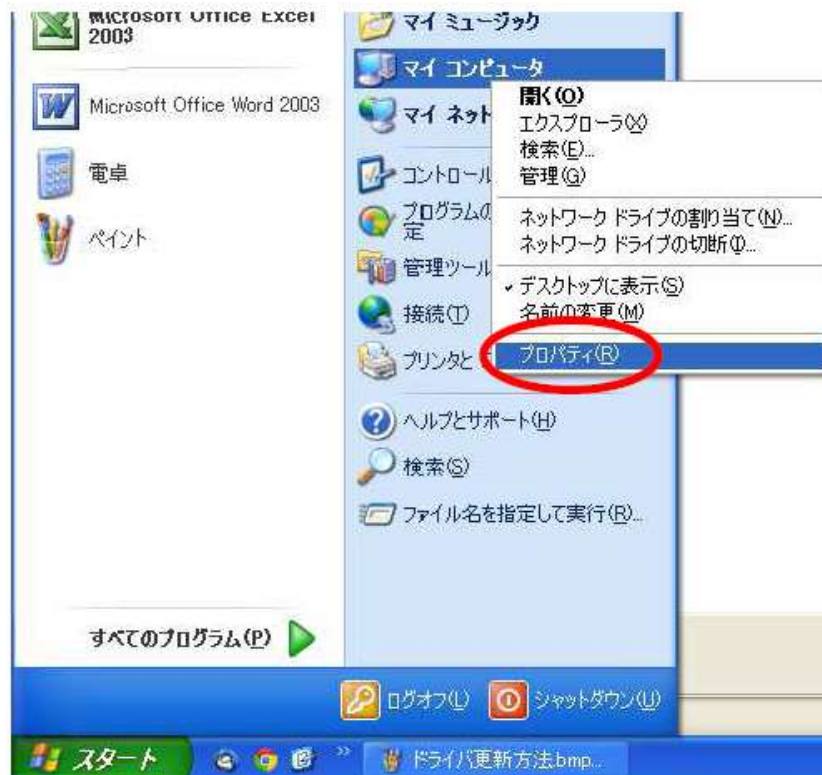 Microsoft Office Excel
2003
Microsoft Office Word 2003
電卓
ペイント
すべてのプログラム(P)
マイ ミュージック
マイ コンピュータ
マイ ネット
コントロール
プログラムの
定
管理ツール
接続(T)
プリンタと
ヘルプとサポート(H)
検索(S)
ファイル名を指定して実行(R)...
開く(O)
エクスプローラ(X)
検索(E)...
管理(G)
ネットワーク ドライブの割り当て(N)...
ネットワーク ドライブの切断(I)...
デスクトップに表示(S)
名前の変更(M)
プロパティ(R)
ログオフ(L)
シャットダウン(U)
スタート
ドライバ更新方法.bmp...